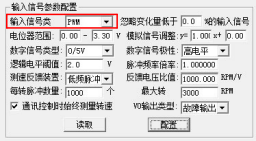 输入信号参数配置
输入信号类 PWM 忽略变化量低于 0.0 %的输入信号
电位器范围: 0.00 - 3.30 V 模拟信号调整: y= 1.00( x+ 0.00
数字信号类型: 0/5V 数字信号极性: 高电平
逻辑电平阈值: 2.0 V 脉冲频率倍率: 1.000000
测速反馈装置: 低频脉冲 反馈电压比值: 1000.000 RPM/V
每转脉冲数量: 1000 个 最大转 3000 RPM
通讯控制时始终测量转速 VO输出类型: 故障输出
读取 配置